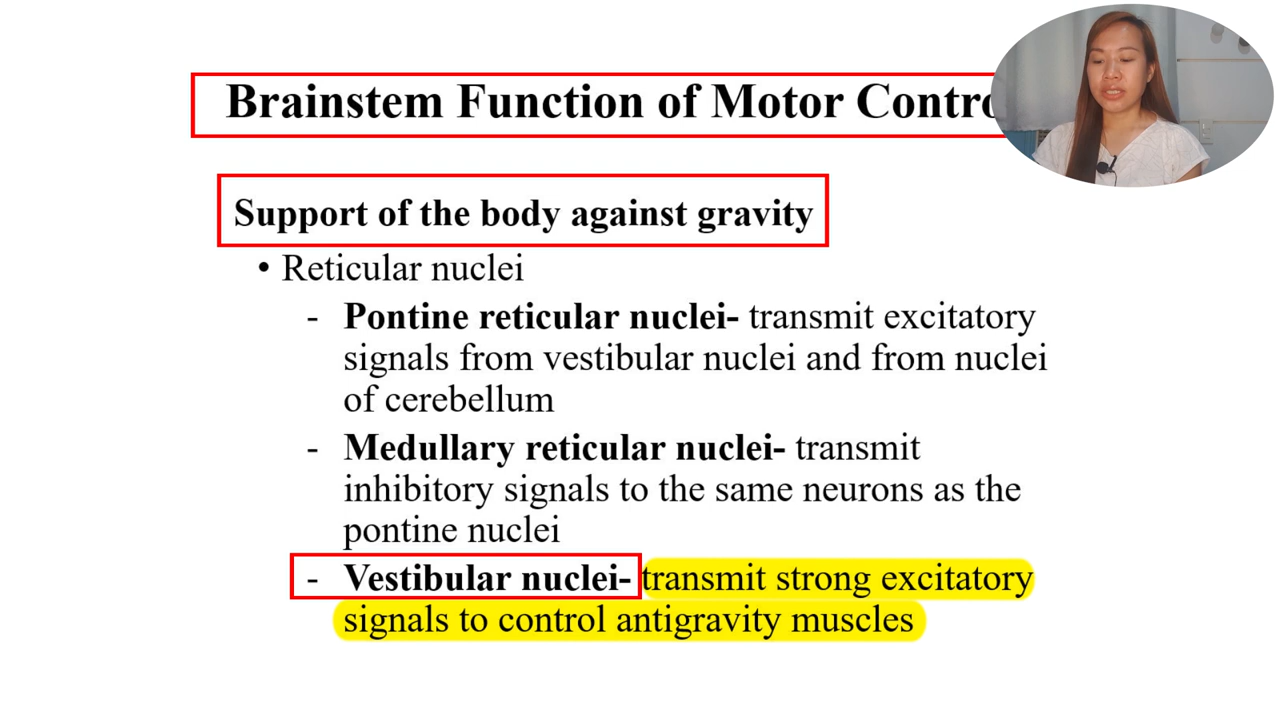 Brainstem Function of Motor Contro
Support of the body against gravity
• Reticular nuclei
- Pontine reticular nuclei- transmit excitatory
signals from vestibular nuclei and from nuclei
of cerebellum
- Medullary reticular nuclei- transmit
inhibitory signals to the same neurons as the
pontine nuclei
- Vestibular nuclei- transmit strong excitatory
signals to control antigravity muscles